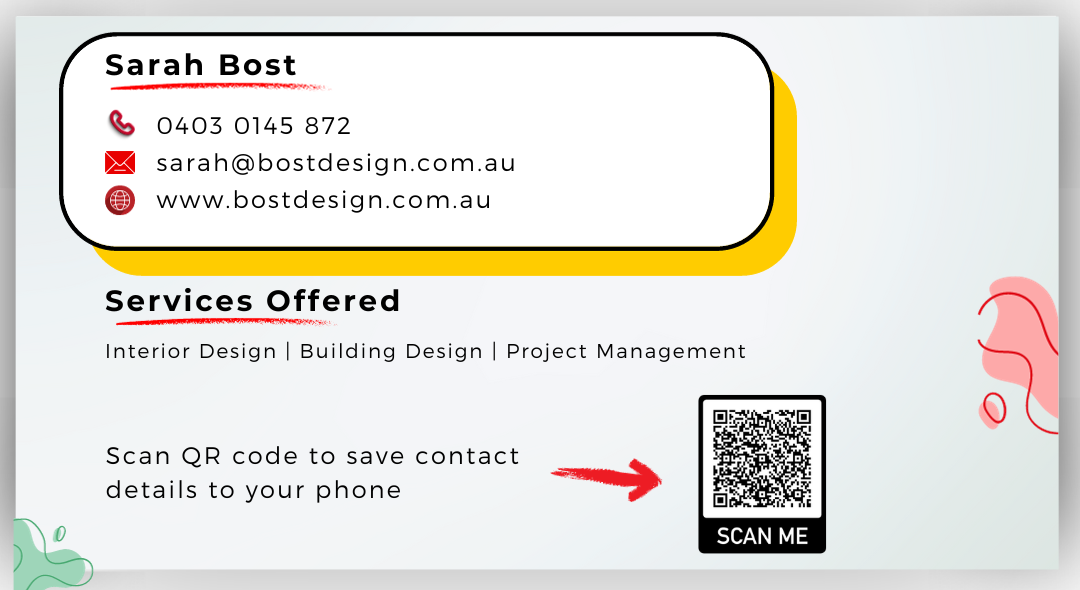 Sarah Bost
0403 0145 872
sarah@bostdesign.com.au
www.bostdesign.com.au
Services Offered
Interior Design | Building Design | Project Management
Scan QR code to save contact
details to your phone
SCAN ME